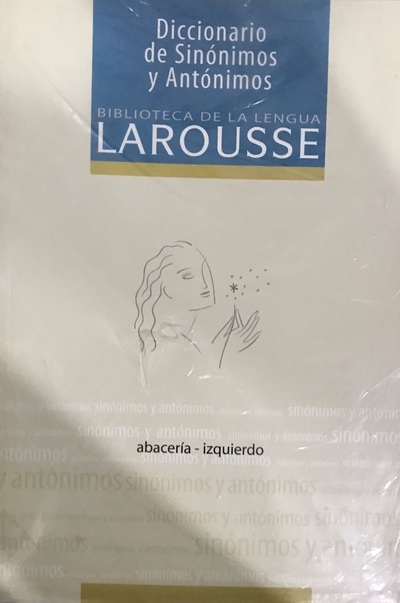 Diccionario
de Sinónimos
y Antónimos
BIBLIOTECA DE LA LENGUA
LAROUSSE
abacería - izquierdo
sinónimos y antónimos
sinónimos
sinónimos y antónimos
sinónimos y
y antónimos sinónimos y antónimos
sinónimos
antónimos
sinónimos y antónimos